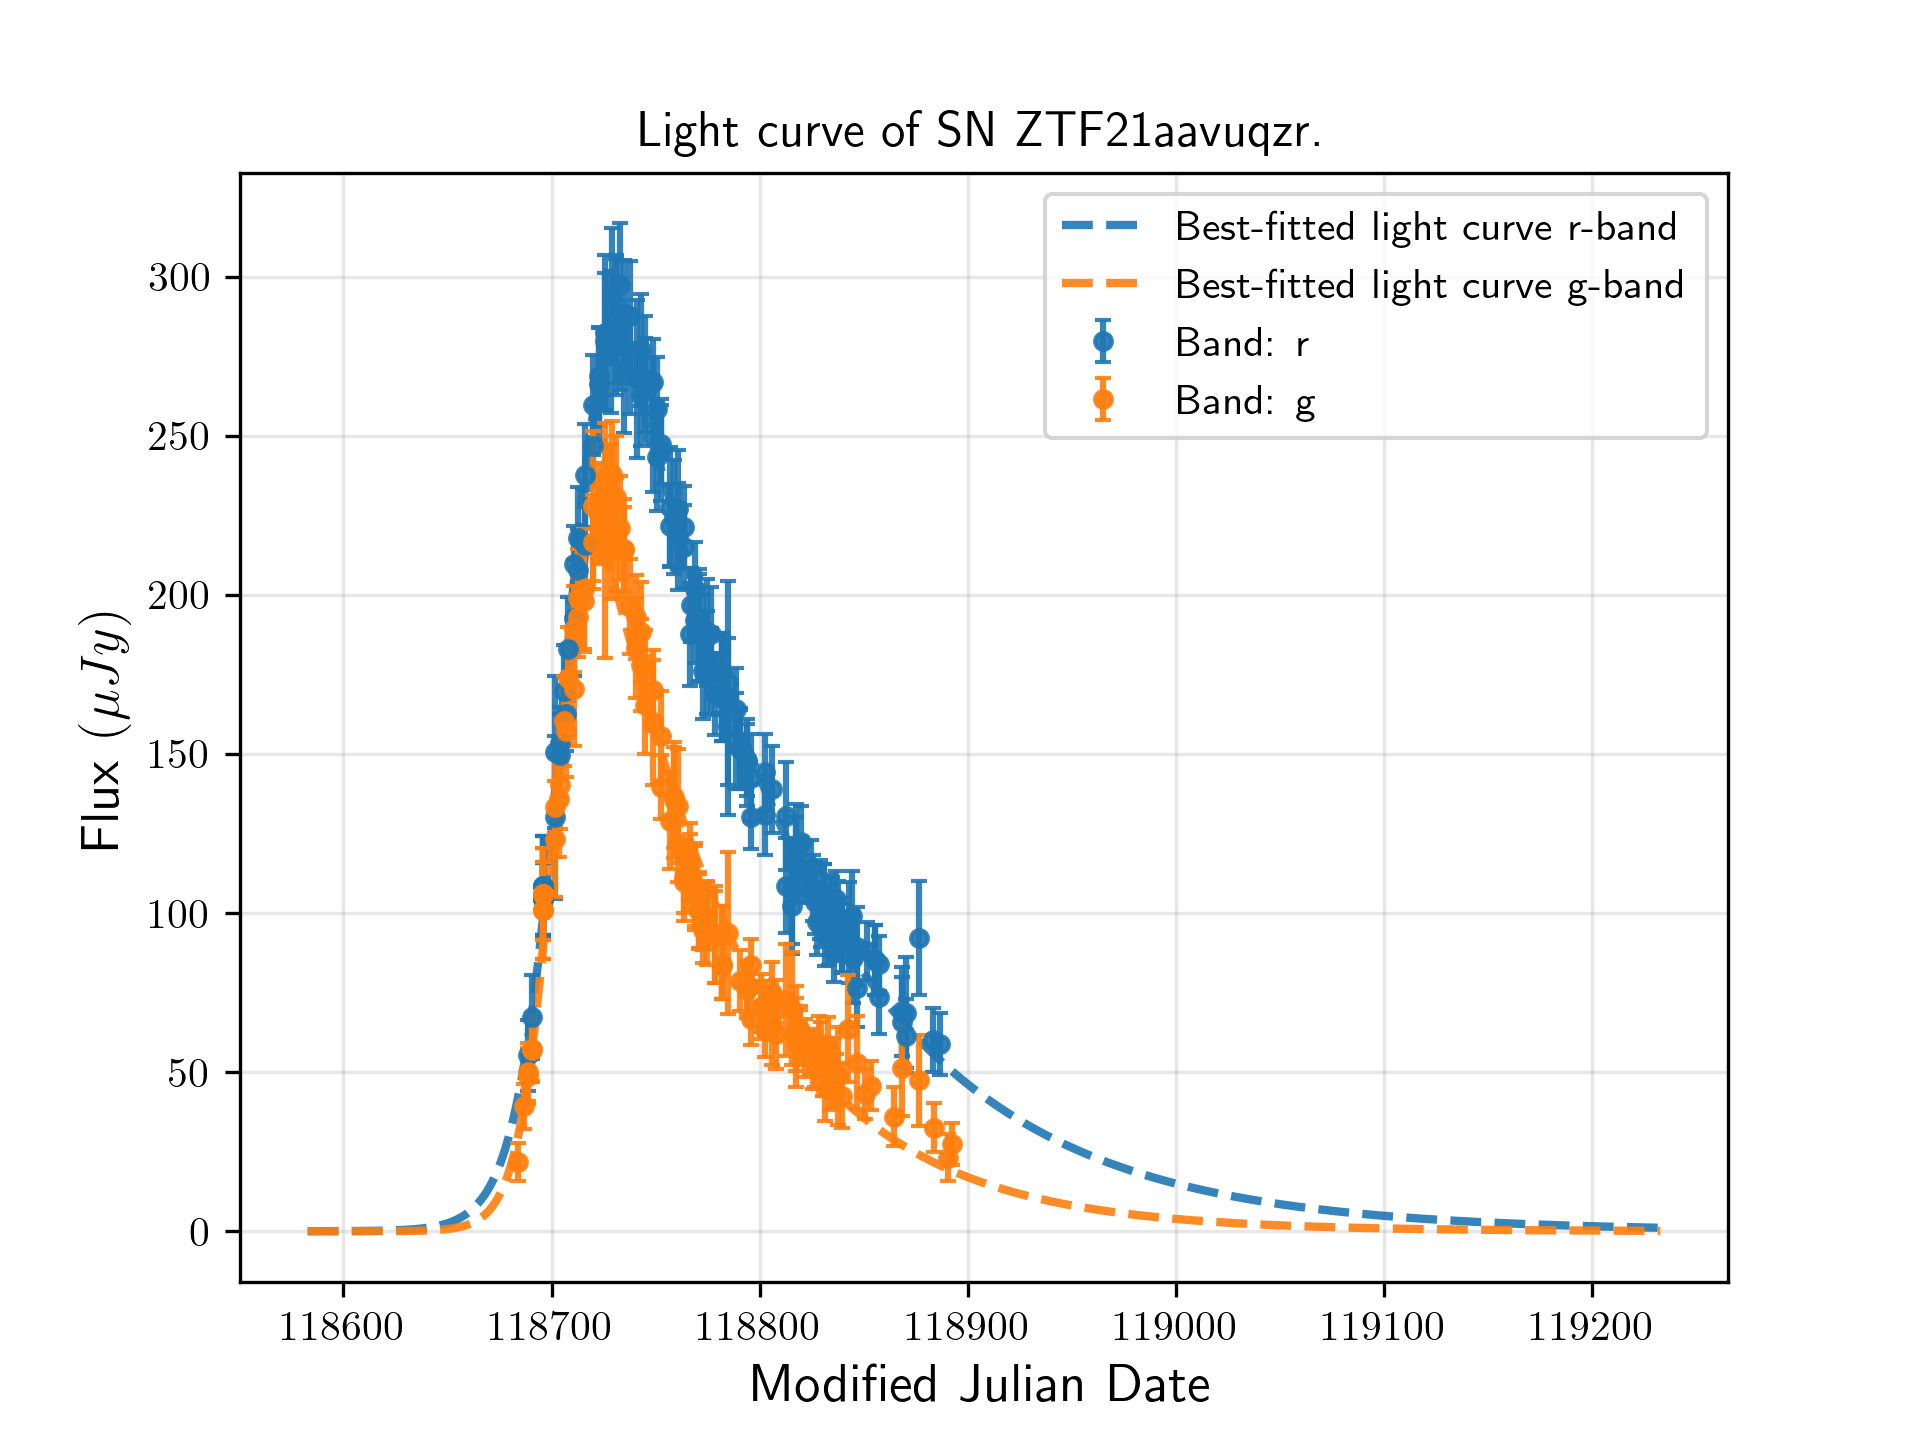 Light curve of SN ZTF21aavuqzr.
Best-fitted light curve r-band
Best-fitted light curve g-band
Band: r
Band: g
300
250
200
150
100
50
0
Flux (μJy)
118600 118700 118800 118900 119000 119100 119200
Modified Julian Date